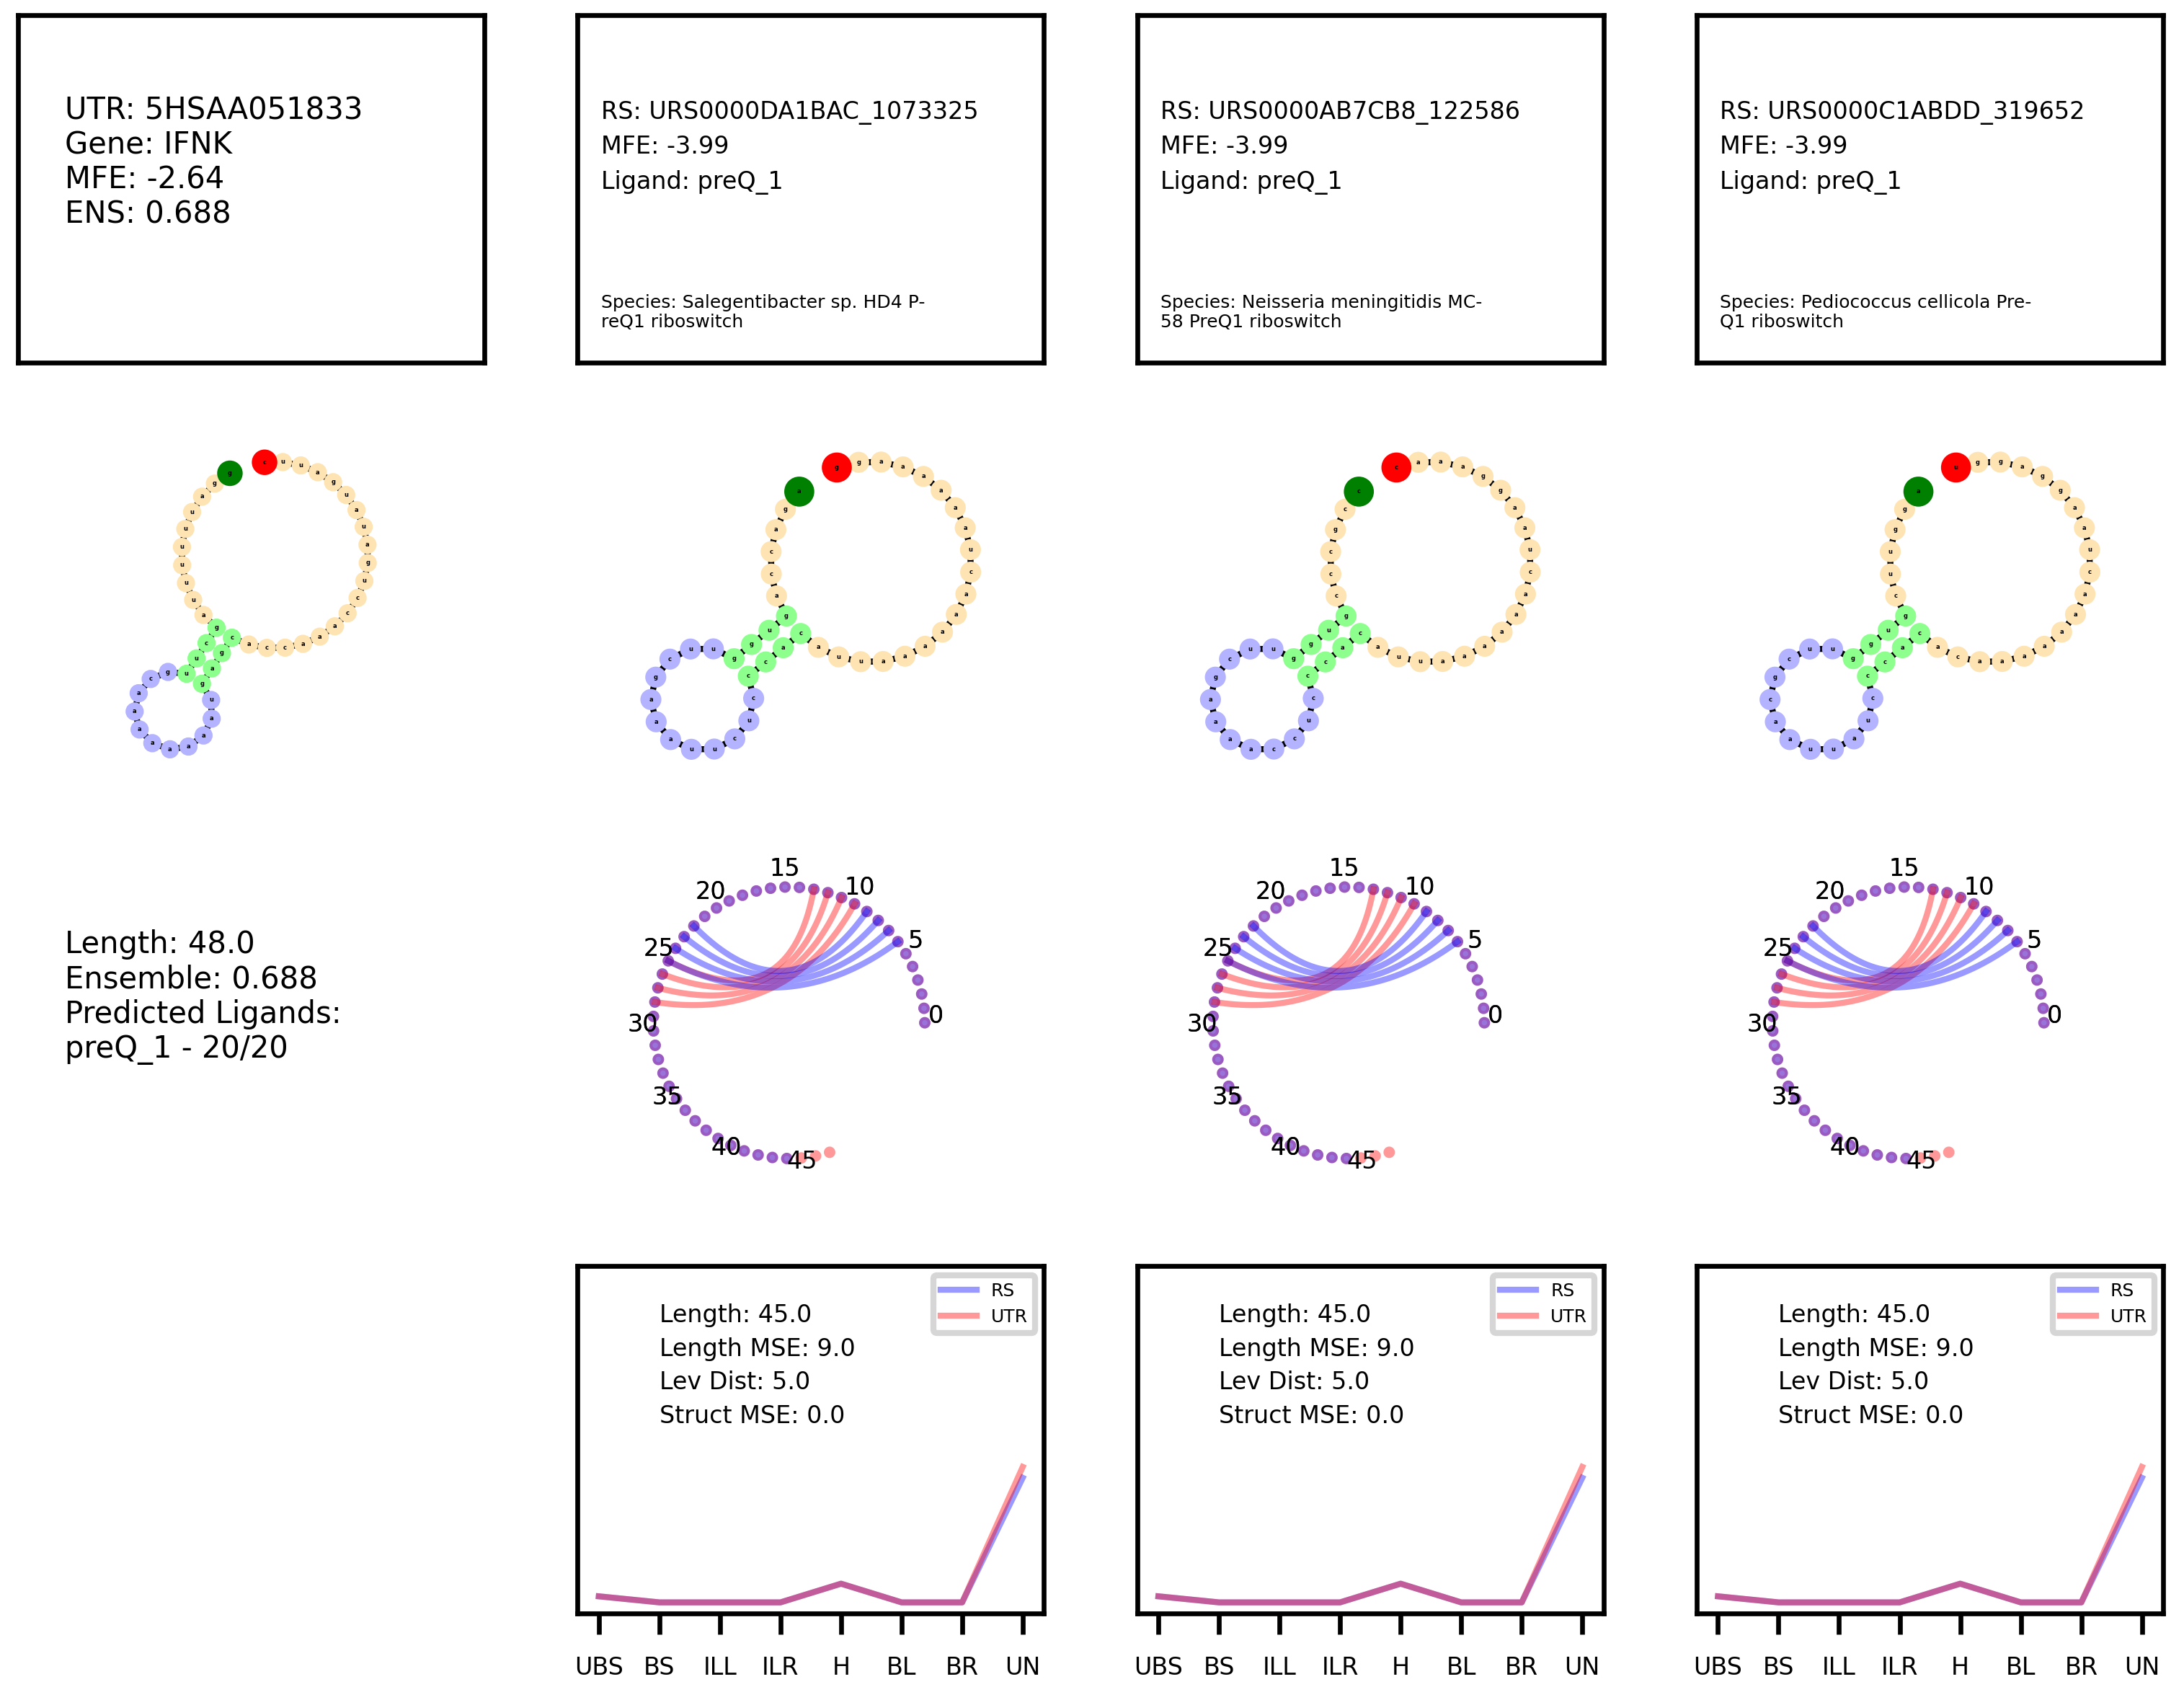 UTR: 5HSAA051833
Gene: IFNK
MFE: -2.64
ENS: 0.688
RS: URS0000DA1BAC_1073325
MFE: -3.99
Ligand: preQ_1
Species: Salegentibacter sp. HD4 P-
reQ1 riboswitch
RS: URS0000AB7CB8_122586
MFE: -3.99
Ligand: preQ_1
Species: Neisseria meningitidis MC-
58 PreQ1 riboswitch
RS: URS0000C1ABDD_319652
MFE: -3.99
Ligand: preQ_1
Species: Pediococcus cellicola Pre-
Q1 riboswitch
Length: 48.0
Ensemble: 0.688
Predicted Ligands:
preQ_1 - 20/20
0
5
10
15
20
25
30
35
40
45
0
5
10
15
20
25
30
35
40
45
0
5
10
15
20
25
30
35
40
45
RS
UTR
Length: 45.0
Length MSE: 9.0
Lev Dist: 5.0
Struct MSE: 0.0
UBS BS ILL ILR H BL BR UN
RS
UTR
Length: 45.0
Length MSE: 9.0
Lev Dist: 5.0
Struct MSE: 0.0
UBS BS ILL ILR H BL BR UN
RS
UTR
Length: 45.0
Length MSE: 9.0
Lev Dist: 5.0
Struct MSE: 0.0
UBS BS ILL ILR H BL BR UN